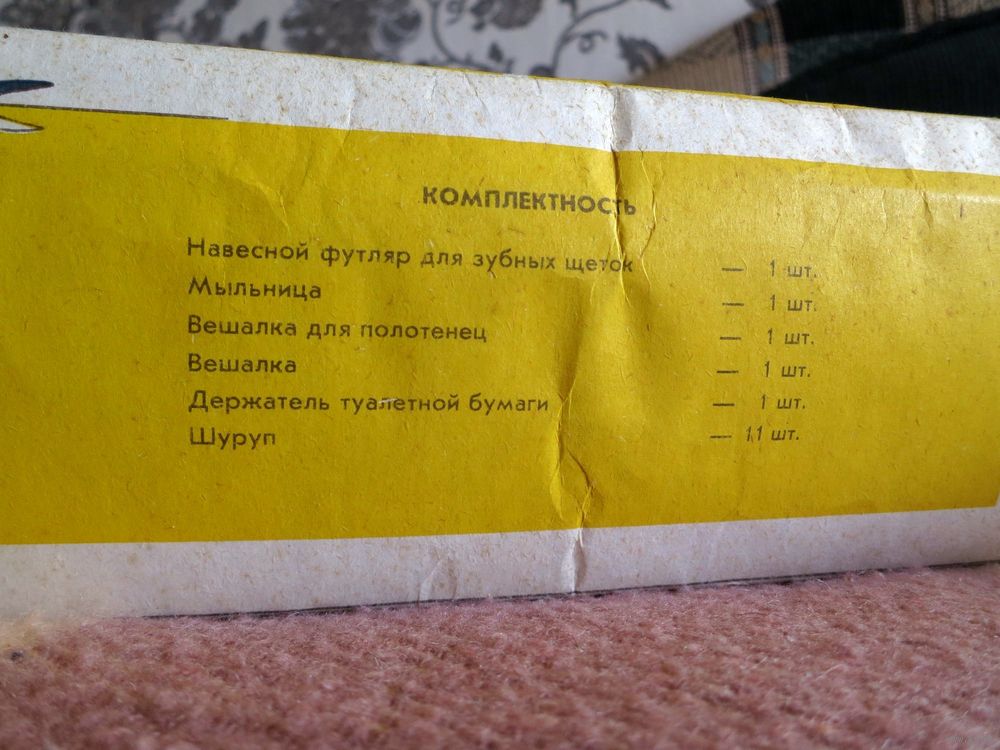 КОМПЛЕКТНОСТЬ
Навесной футляр для зубных щеток — 1 шт.
Мыльница — 1 шт.
Вешалка для полотенец — 1 шт.
Вешалка — 1 шт.
Держатель туалетной бумаги — 1 шт.
Шуруп — 11 шт.